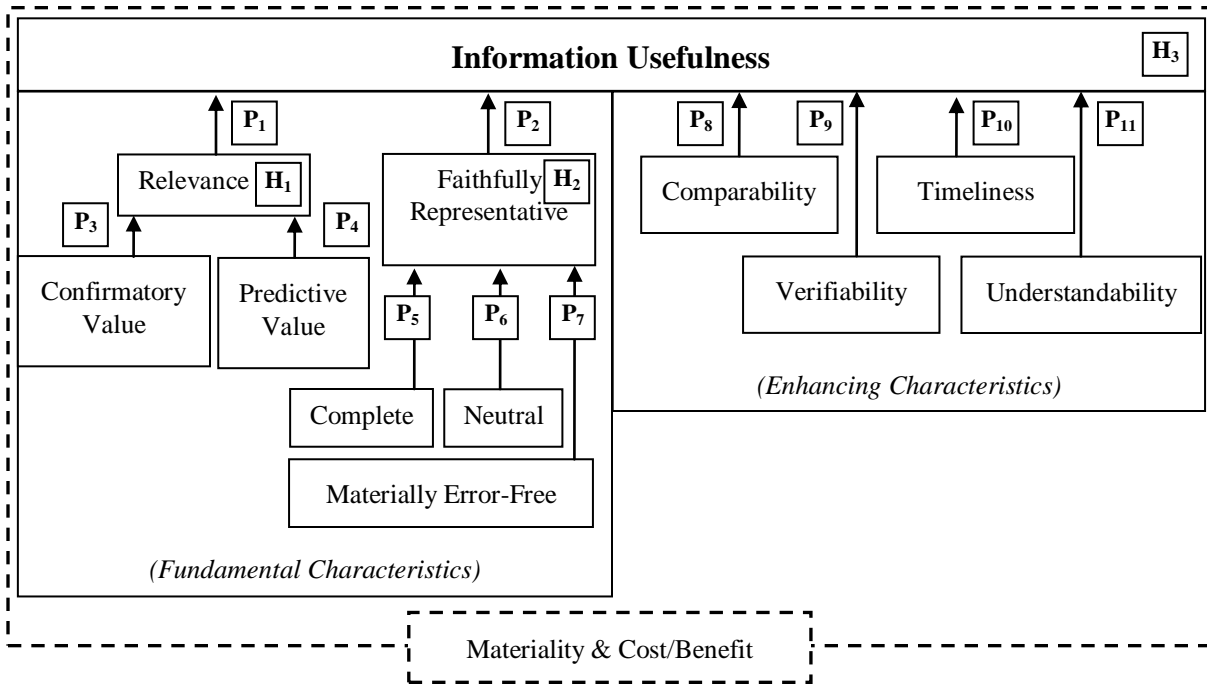 Information Usefulness
H₃
P₁
P₂
P₈
P₉
P₁₀
P₁₁
Relevance
H₁
Faithfully
Representative
H₂
Comparability
Timeliness
P₃
P₄
Confirmatory
Value
Predictive
Value
Verifiability
Understandability
P₅
P₆
P₇
Complete
Neutral
(Enhancing Characteristics)
Materially Error-Free
(Fundamental Characteristics)
Materiality & Cost/Benefit